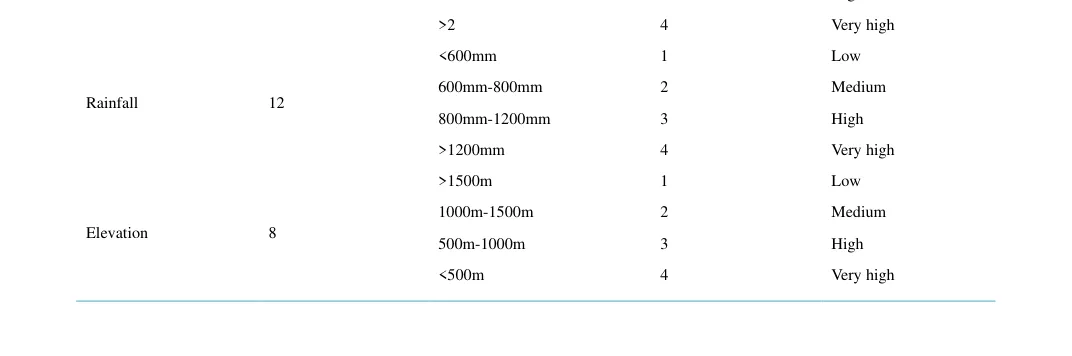 >2 4 Very high
<600mm 1 Low
600mm-800mm 2 Medium
Rainfall 12
800mm-1200mm 3 High
>1200mm 4 Very high
>1500m 1 Low
1000m-1500m 2 Medium
Elevation 8
500m-1000m 3 High
<500m 4 Very high